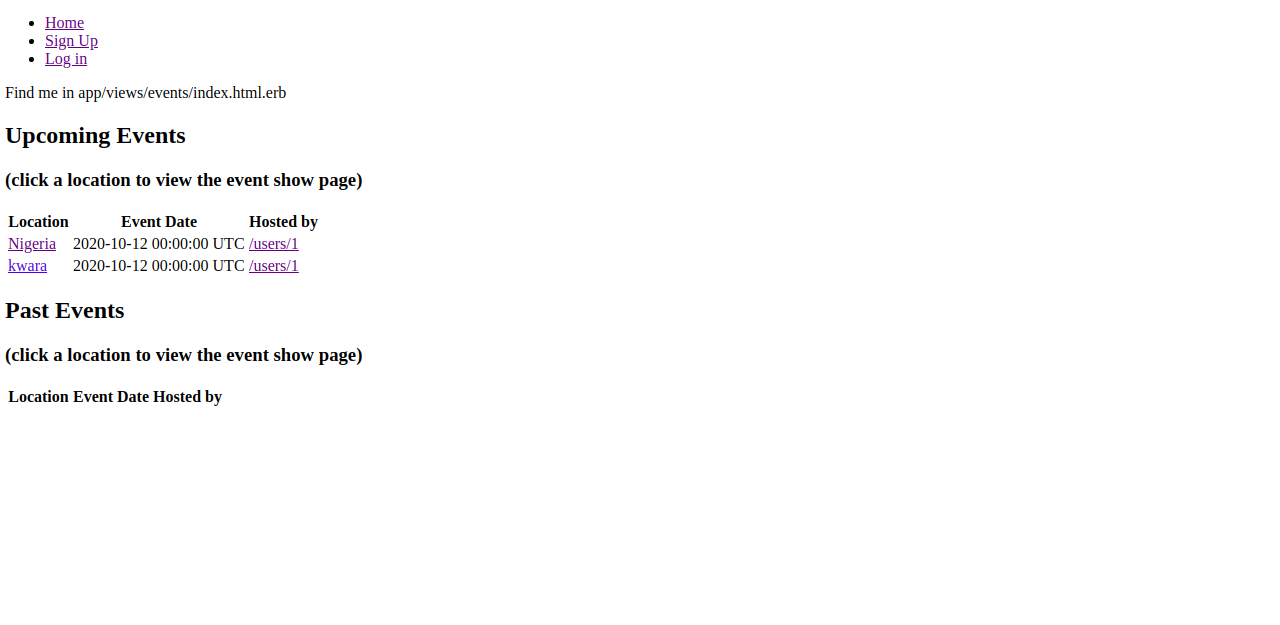 Home
Sign Up
Log in
Find me in app/views/events/index.html.erb
Upcoming Events
(click a location to view the event show page)
Location Event Date Hosted by
Nigeria 2020-10-12 00:00:00 UTC /users/1
kwara 2020-10-12 00:00:00 UTC /users/1
Past Events
(click a location to view the event show page)
Location Event Date Hosted by